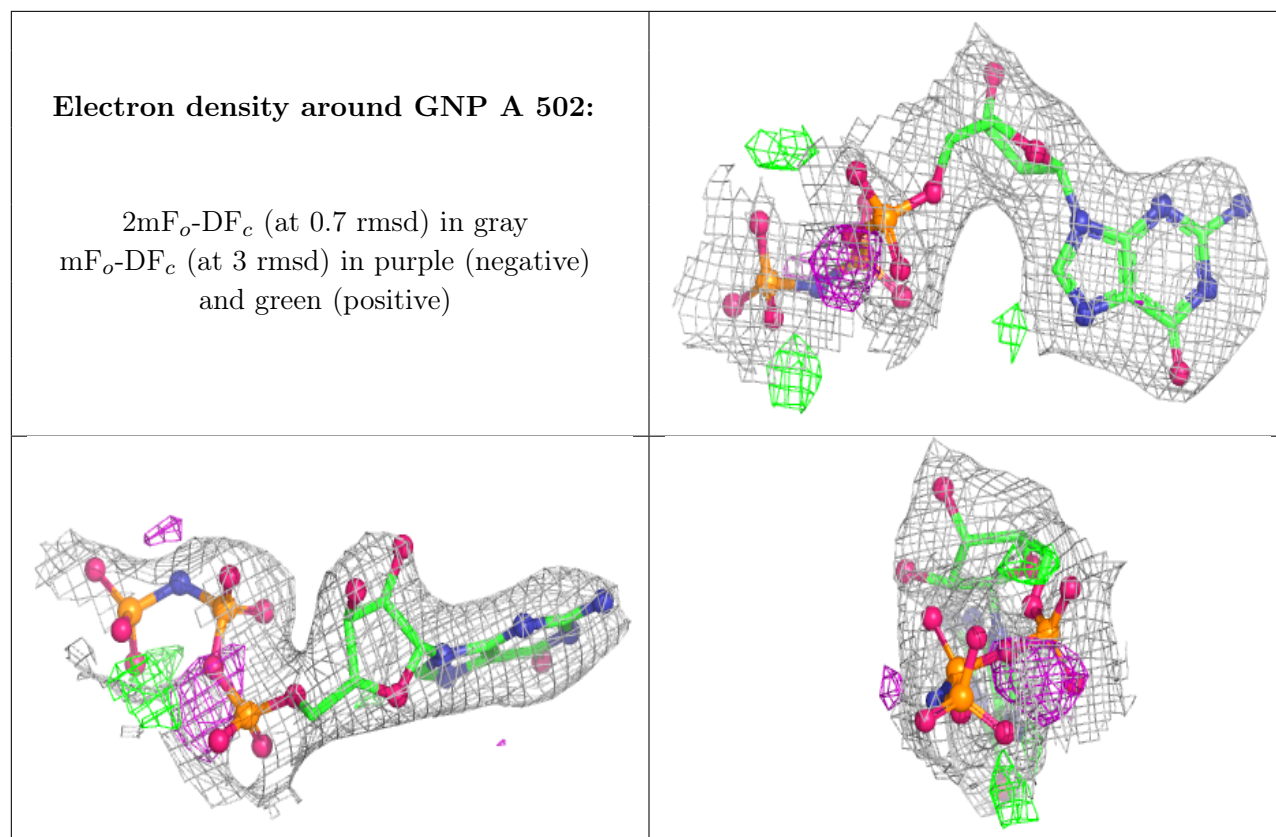 Electron density around GNP A 502:
2mFo-DFc (at 0.7 rmsd) in gray
mFo-DFc (at 3 rmsd) in purple (negative)
and green (positive)